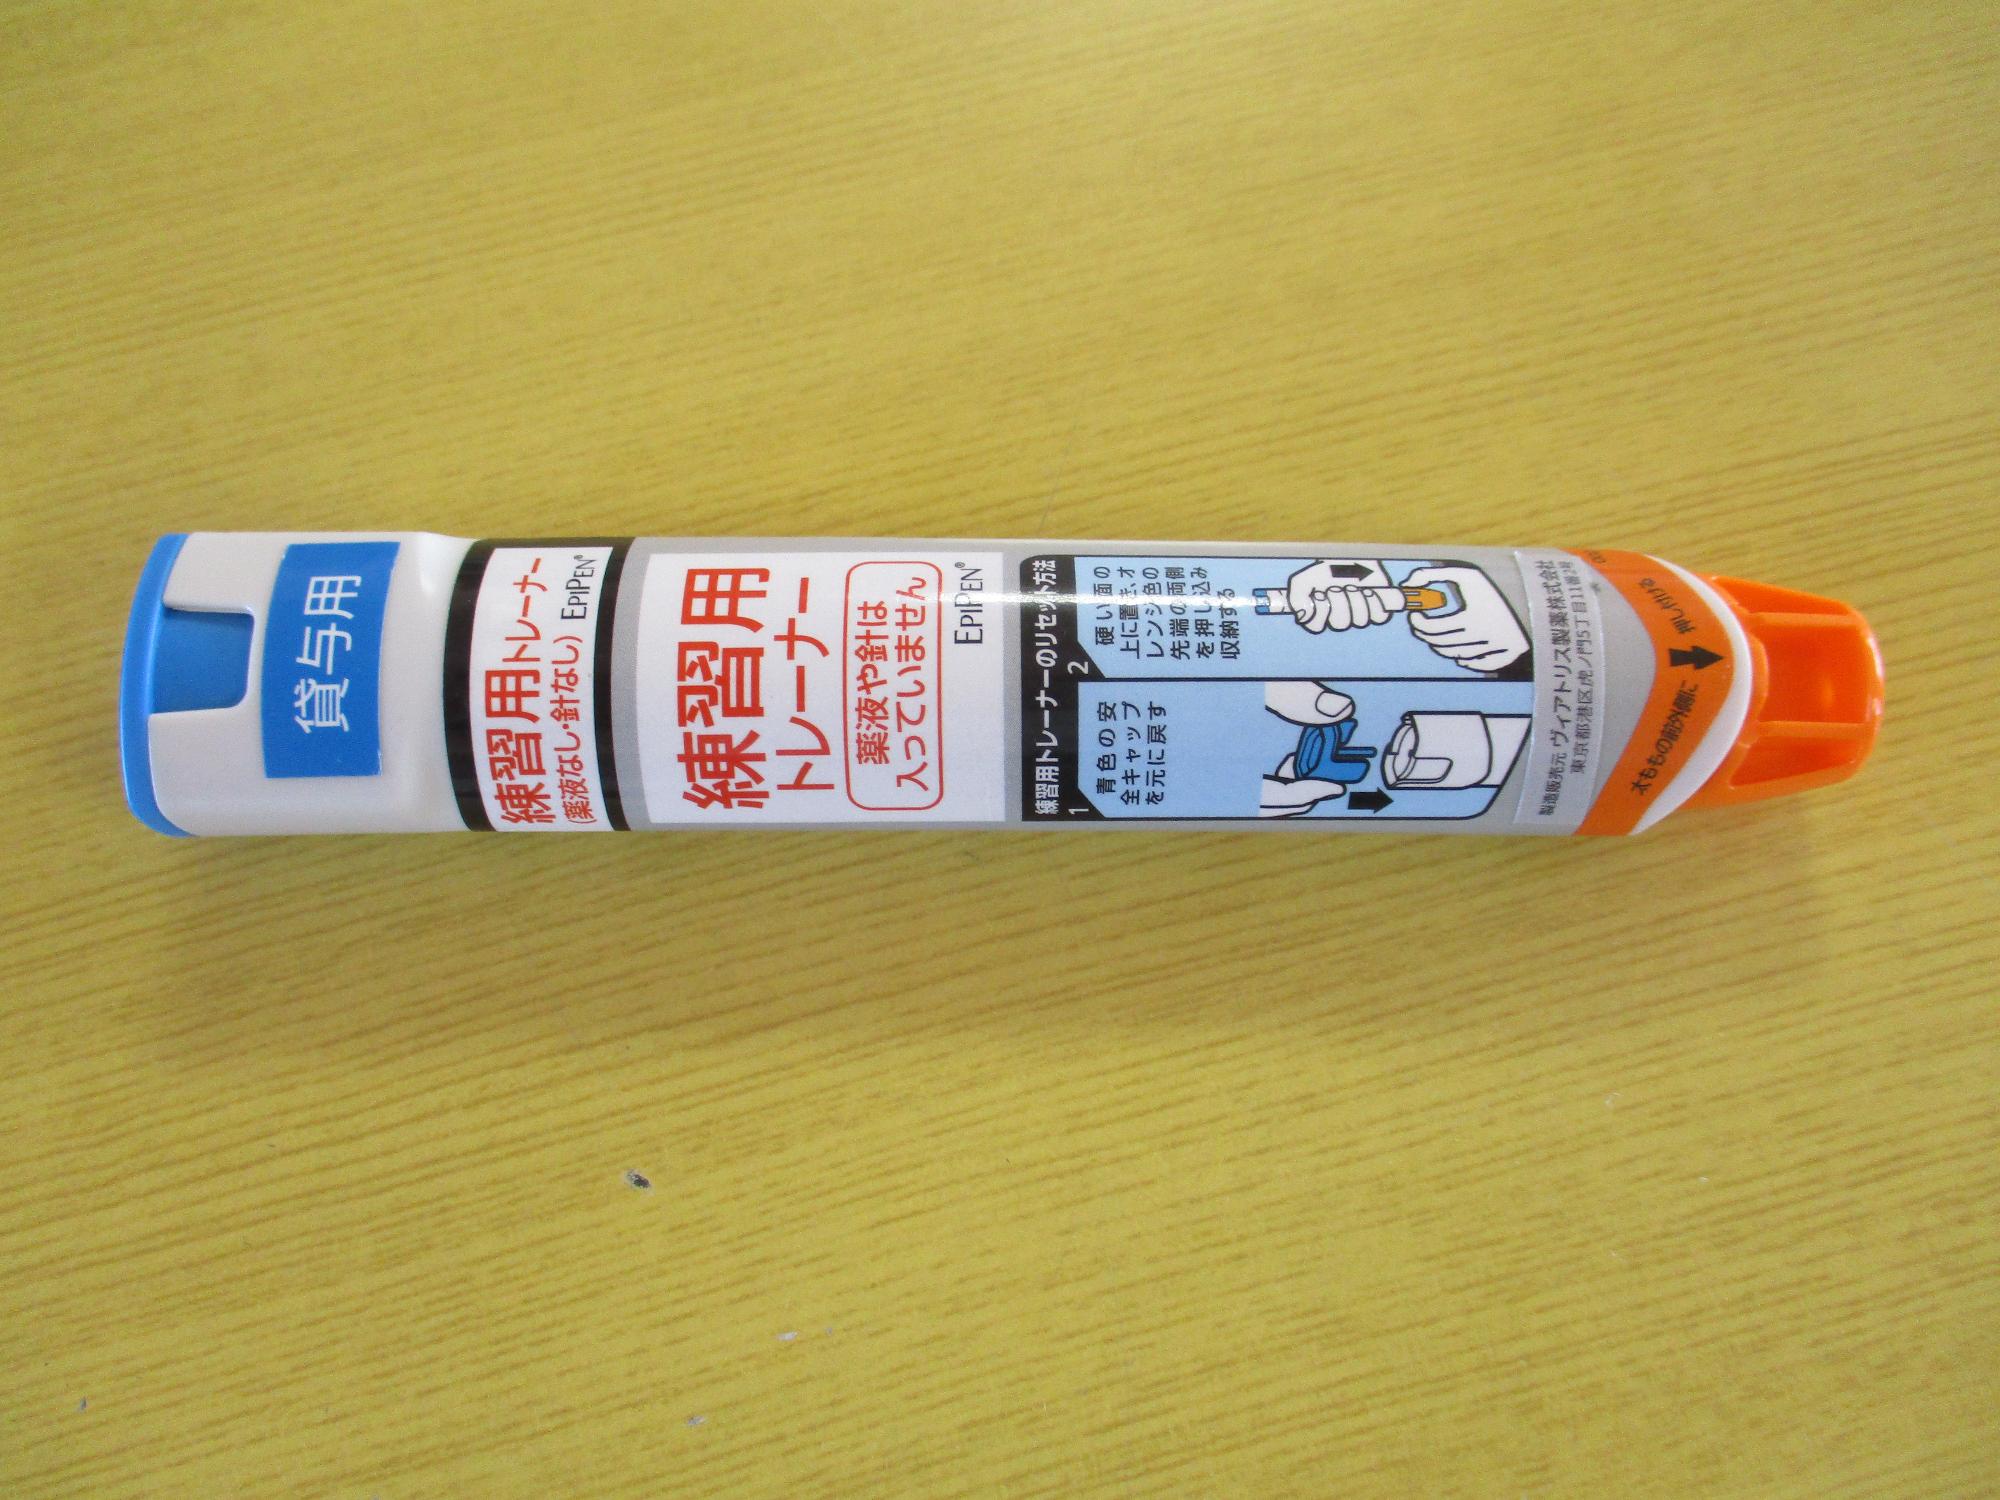 貸与用
練習用トレーナー
(薬液なし・針なし) EPIPEN®
練習用
トレーナー
薬液や針は
入っていません
EPIPEN®
練習用トレーナーのリセット方法
1
青色の安
全キャップ
を元に戻す
2
硬い面の
上に置き、オ
レンジ色の
先端の両側
を押し込み
収納する
製造販売元 ヴィアトリス製薬株式会社
東京都港区虎ノ門5丁目11番2号
太ももの前外側に 押し付ける